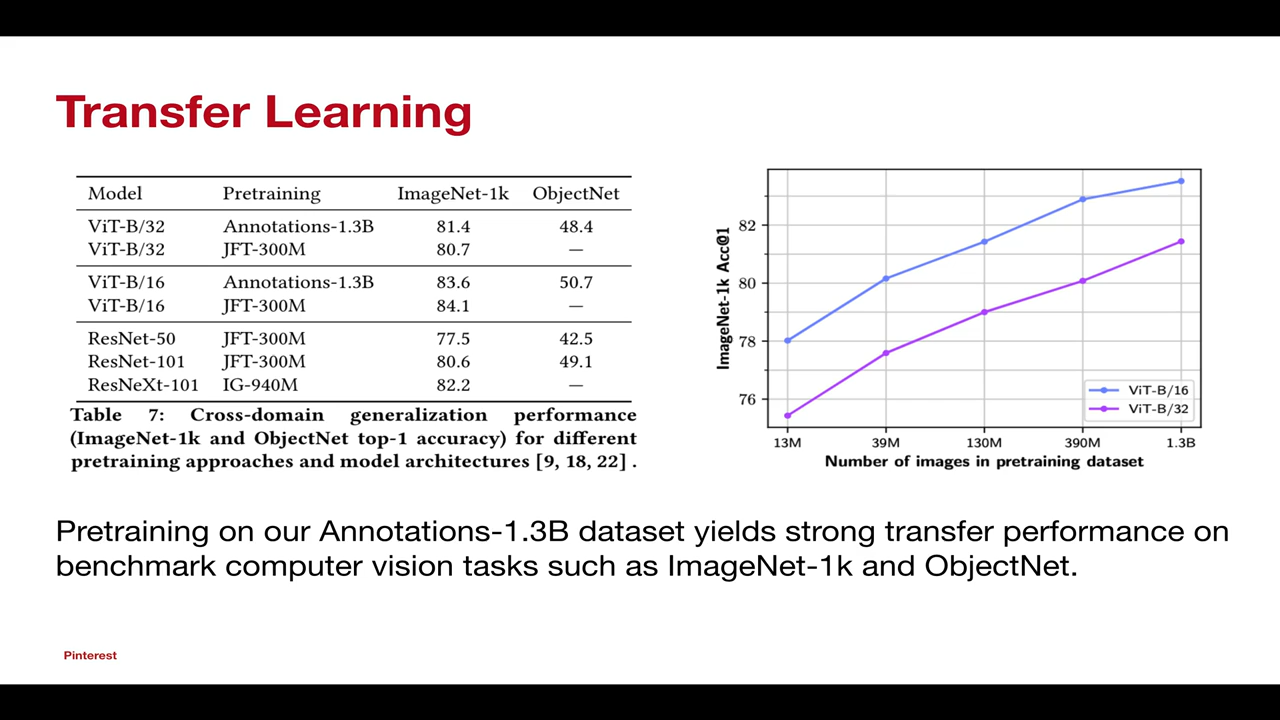 Transfer Learning
Model Pretraining ImageNet-1k ObjectNet
ViT-B/32 Annotations-1.3B 81.4 48.4
ViT-B/32 JFT-300M 80.7 —
ViT-B/16 Annotations-1.3B 83.6 50.7
ViT-B/16 JFT-300M 84.1 —
ResNet-50 JFT-300M 77.5 42.5
ResNet-101 JFT-300M 80.6 49.1
ResNeXt-101 IG-940M 82.2 —
Table 7: Cross-domain generalization performance
(ImageNet-1k and ObjectNet top-1 accuracy) for different
pretraining approaches and model architectures [9, 18, 22] .
ImageNet-1k Acc@1
82
80
78
76
ViT-B/16
ViT-B/32
13M 39M 130M 390M 1.3B
Number of images in pretraining dataset
Pretraining on our Annotations-1.3B dataset yields strong transfer performance on
benchmark computer vision tasks such as ImageNet-1k and ObjectNet.
Pinterest